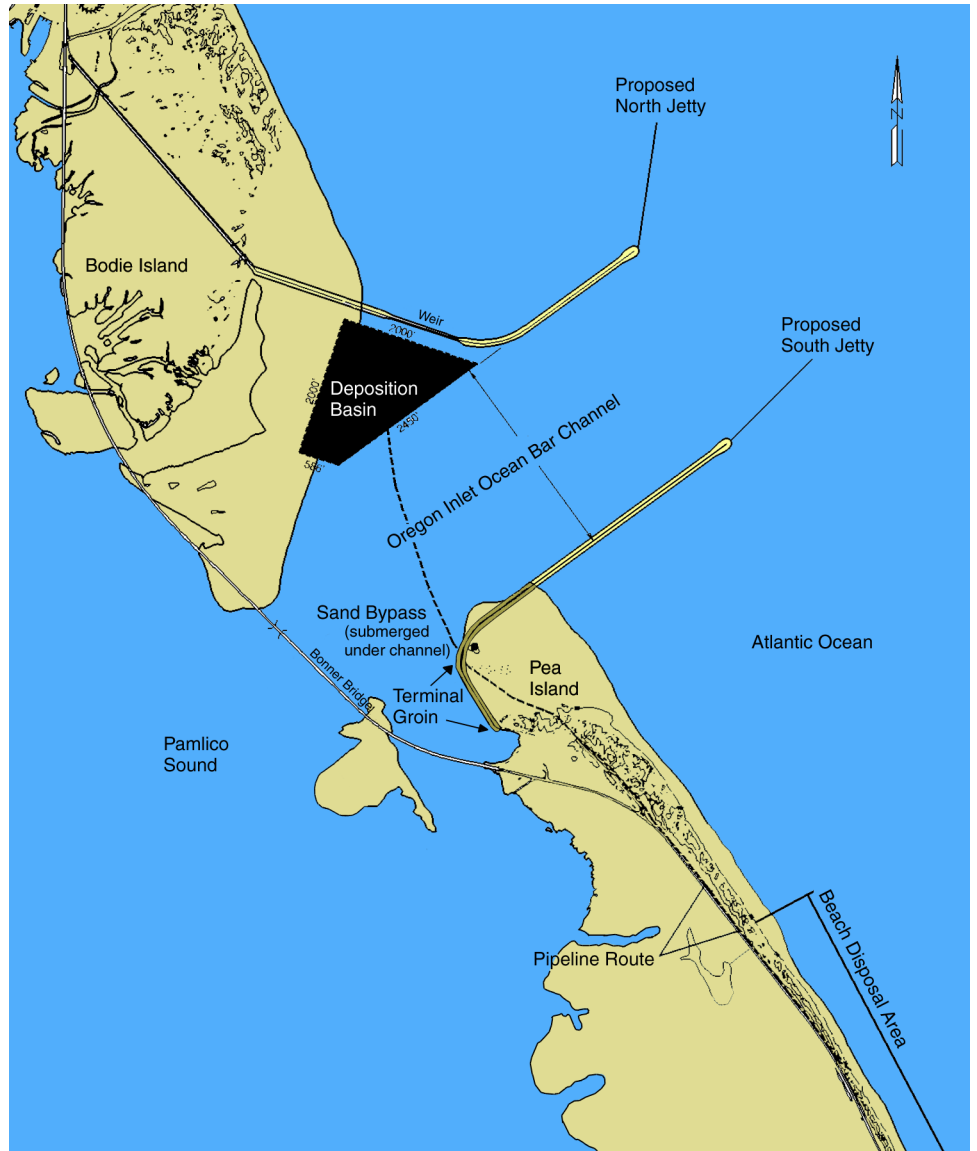 Proposed
North Jetty
N
Bodie Island
Weir
2000'
Proposed
South Jetty
Deposition
Basin
2000'
2450'
586'
Oregon Inlet Ocean Bar Channel
Sand Bypass
(submerged
under channel)
Atlantic Ocean
Bonner Bridge
Pea
Island
Terminal
Groin
Pamlico
Sound
Beach Disposal Area
Pipeline Route